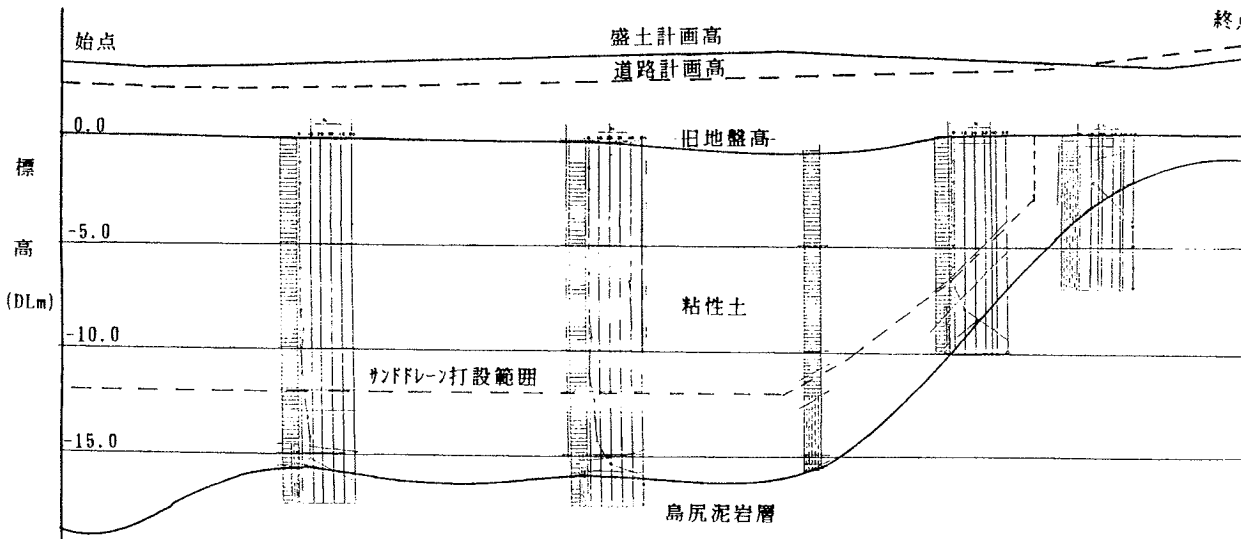 始点
盛土計画高
終点
道路計画高
0.0
旧地盤高
標
高
(DLm)
-5.0
粘性土
-10.0
サンドドレーン打設範囲
-15.0
島尻泥岩層